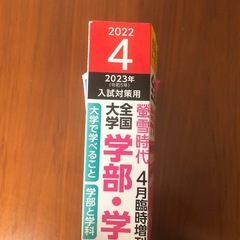 2022
4
2023年
(令和5年)
入試対策用
螢雪時代
4月臨時増刊
全国
大学
学部・学
大学で学べること
学部と学科